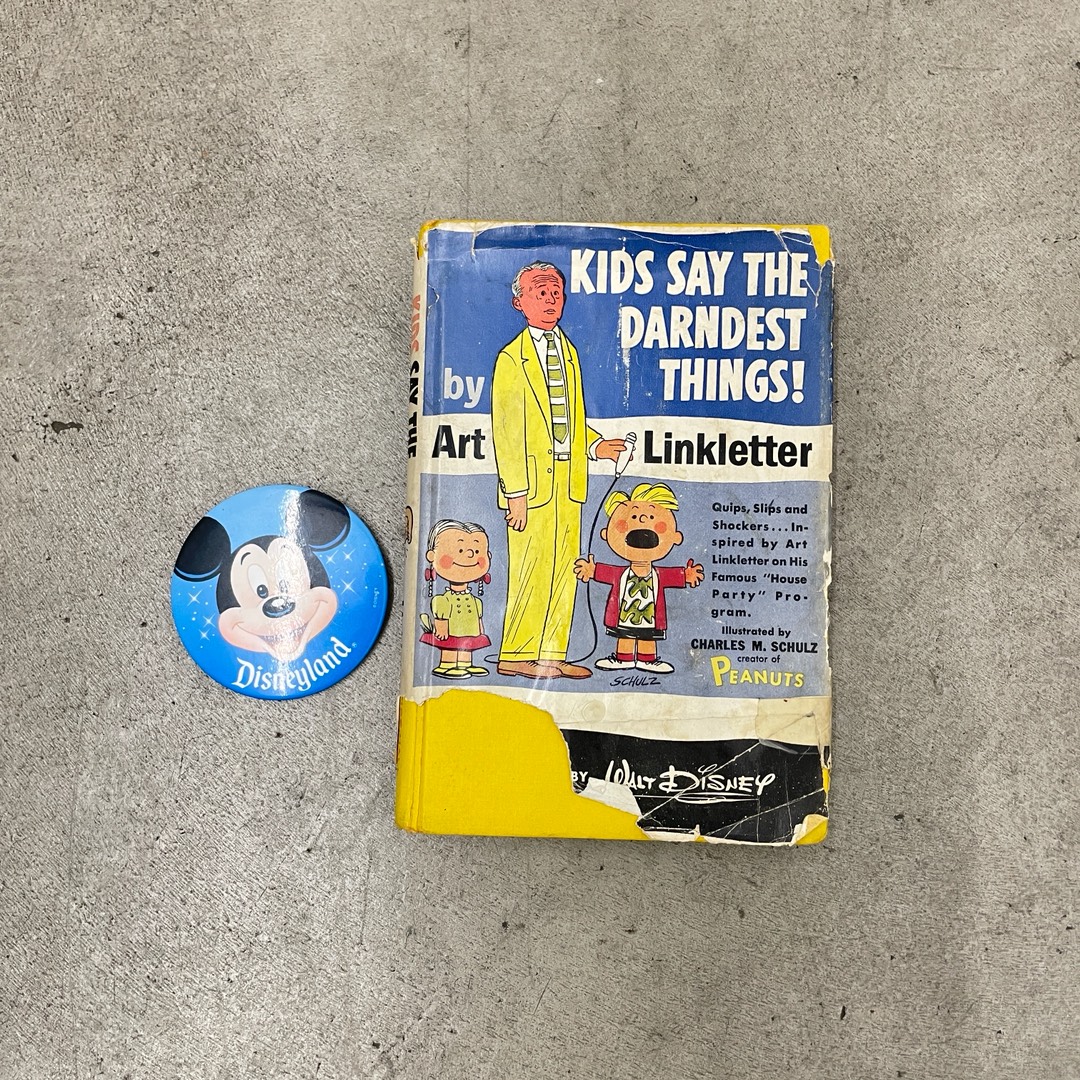 KIDS SAY THE
DARNDEST
THINGS!
by
Art Linkletter
Quips, Slips and
Shockers...In-
spired by Art
Linkletter on His
Famous "House
Party" Pro-
gram.
Illustrated by
CHARLES M. SCHULZ
creator of
PEANUTS
SCHULZ
BY WALT DISNEY
KIDS SAY THE
Disneyland